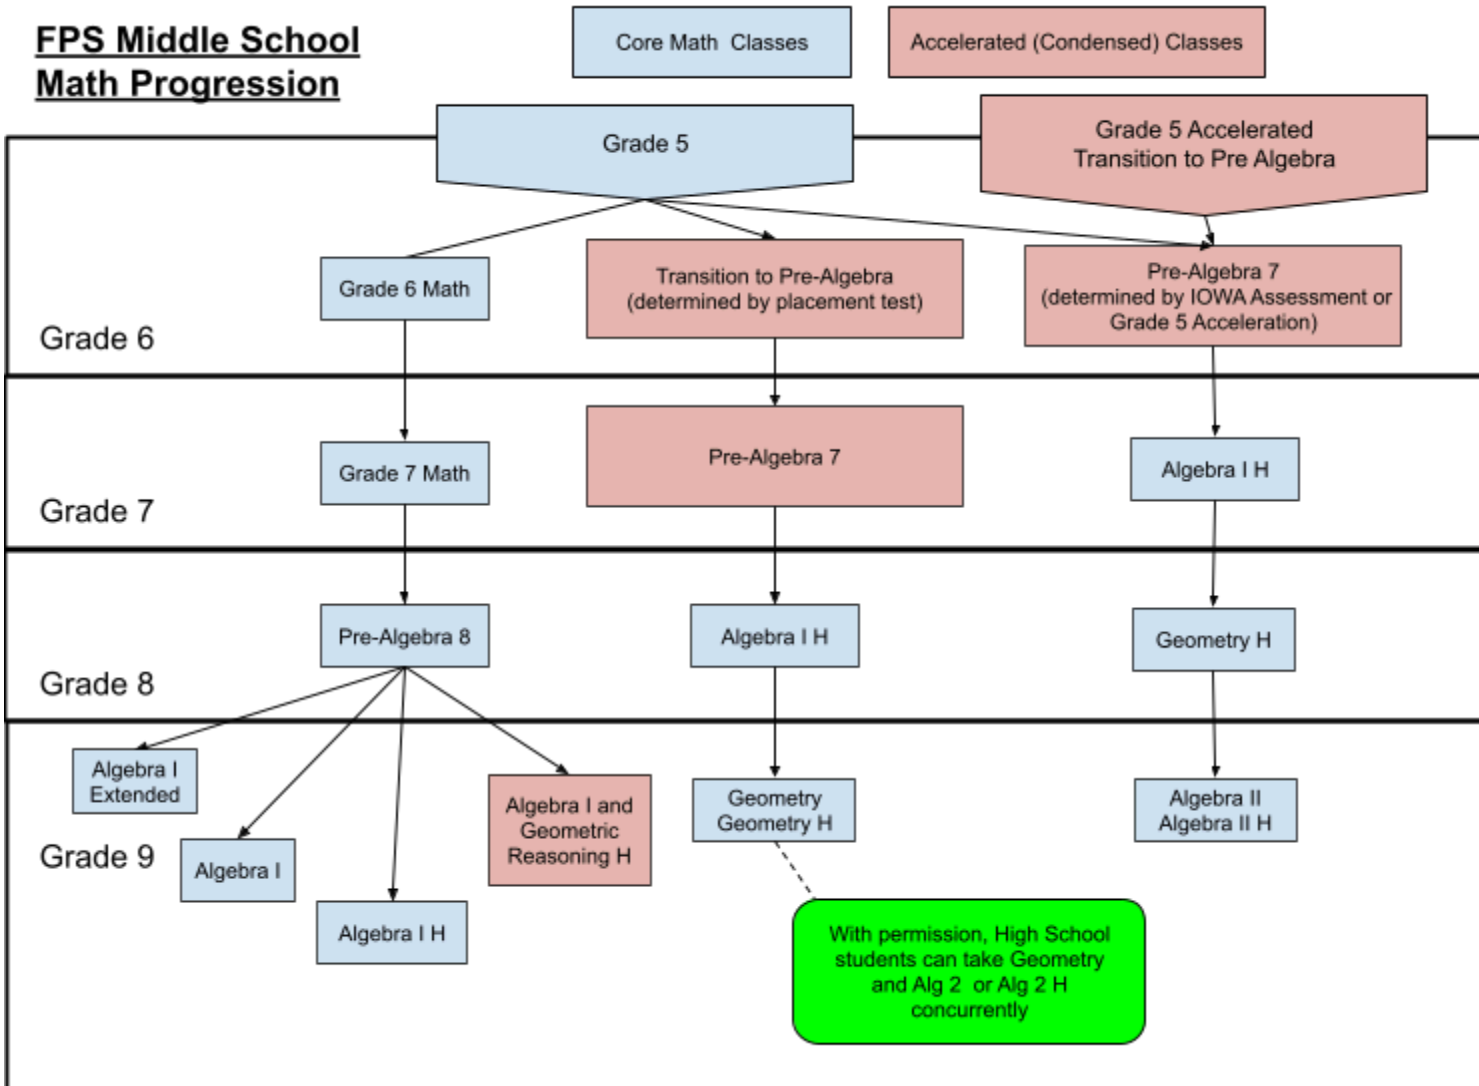 FPS Middle School
Math Progression
Core Math Classes
Accelerated (Condensed) Classes
Grade 5
Grade 5 Accelerated
Transition to Pre Algebra
Grade 6
Grade 6 Math
Transition to Pre-Algebra
(determined by placement test)
Pre-Algebra 7
(determined by IOWA Assessment or
Grade 5 Acceleration)
Grade 7
Grade 7 Math
Pre-Algebra 7
Algebra I H
Grade 8
Pre-Algebra 8
Algebra I H
Geometry H
Grade 9
Algebra I
Extended
Algebra I
Algebra I H
Algebra I and
Geometric
Reasoning H
Geometry
Geometry H
Algebra II
Algebra II H
With permission, High School
students can take Geometry
and Alg 2 or Alg 2 H
concurrently